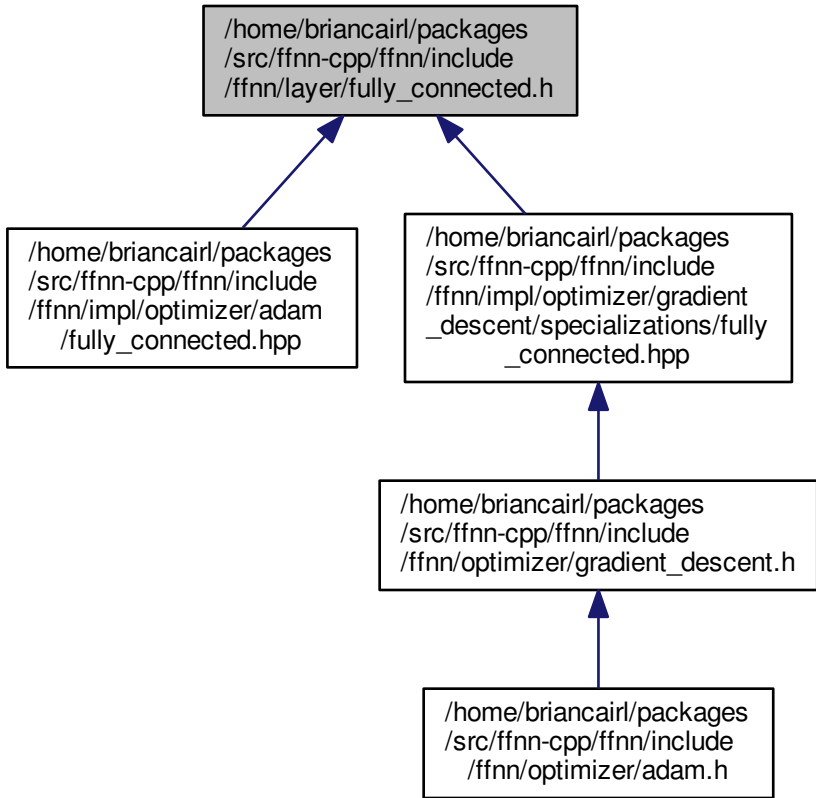 /home/briancairl/packages
/src/ffnn-cpp/ffnn/include
/ffnn/layer/fully_connected.h
/home/briancairl/packages
/src/ffnn-cpp/ffnn/include
/ffnn/impl/optimizer/adam
/fully_connected.hpp
/home/briancairl/packages
/src/ffnn-cpp/ffnn/include
/ffnn/impl/optimizer/gradient
_descent/specializations/fully
_connected.hpp
/home/briancairl/packages
/src/ffnn-cpp/ffnn/include
/ffnn/optimizer/gradient_descent.h
/home/briancairl/packages
/src/ffnn-cpp/ffnn/include
/ffnn/optimizer/adam.h